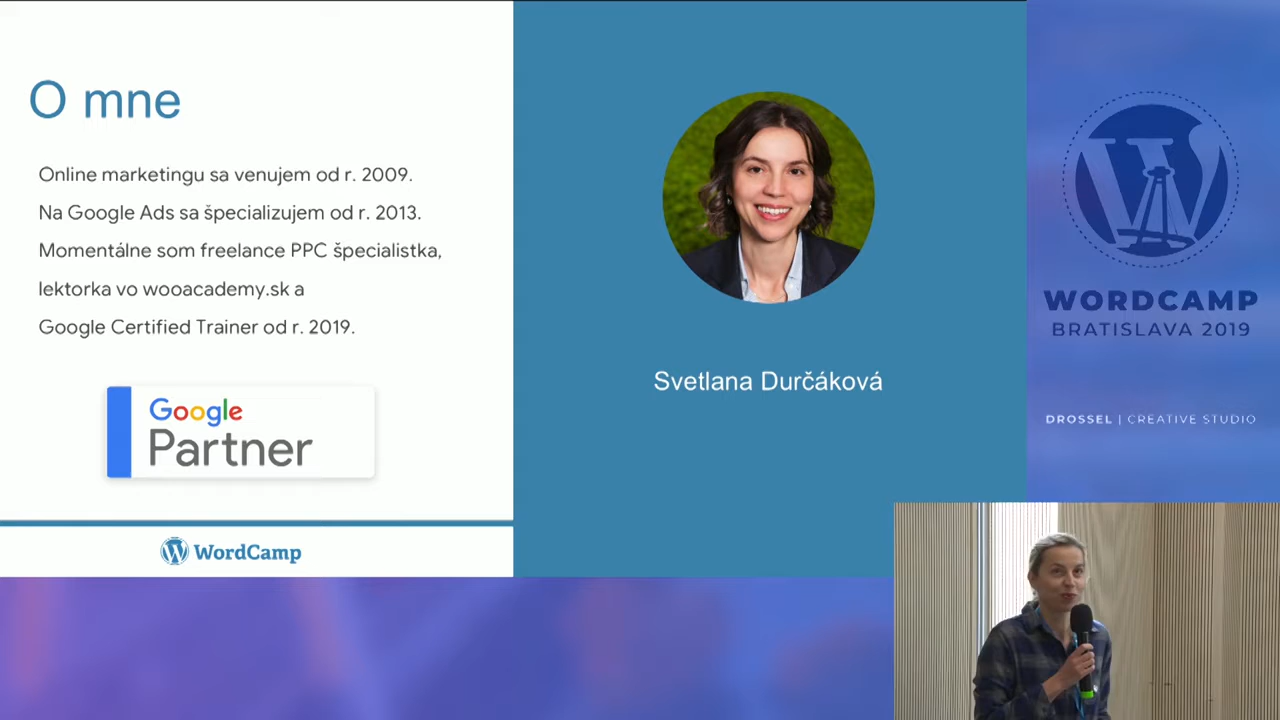 O mne
Online marketingu sa venujem od r. 2009.
Na Google Ads sa špecializujem od r. 2013.
Momentálne som freelance PPC špecialistka,
lektorka vo wooacademy.sk a
Google Certified Trainer od r. 2019.
Google
Partner
WordCamp
Svetlana Durčáková
WORDCAMP
BRATISLAVA 2019
DROSSEL | CREATIVE STUDIO